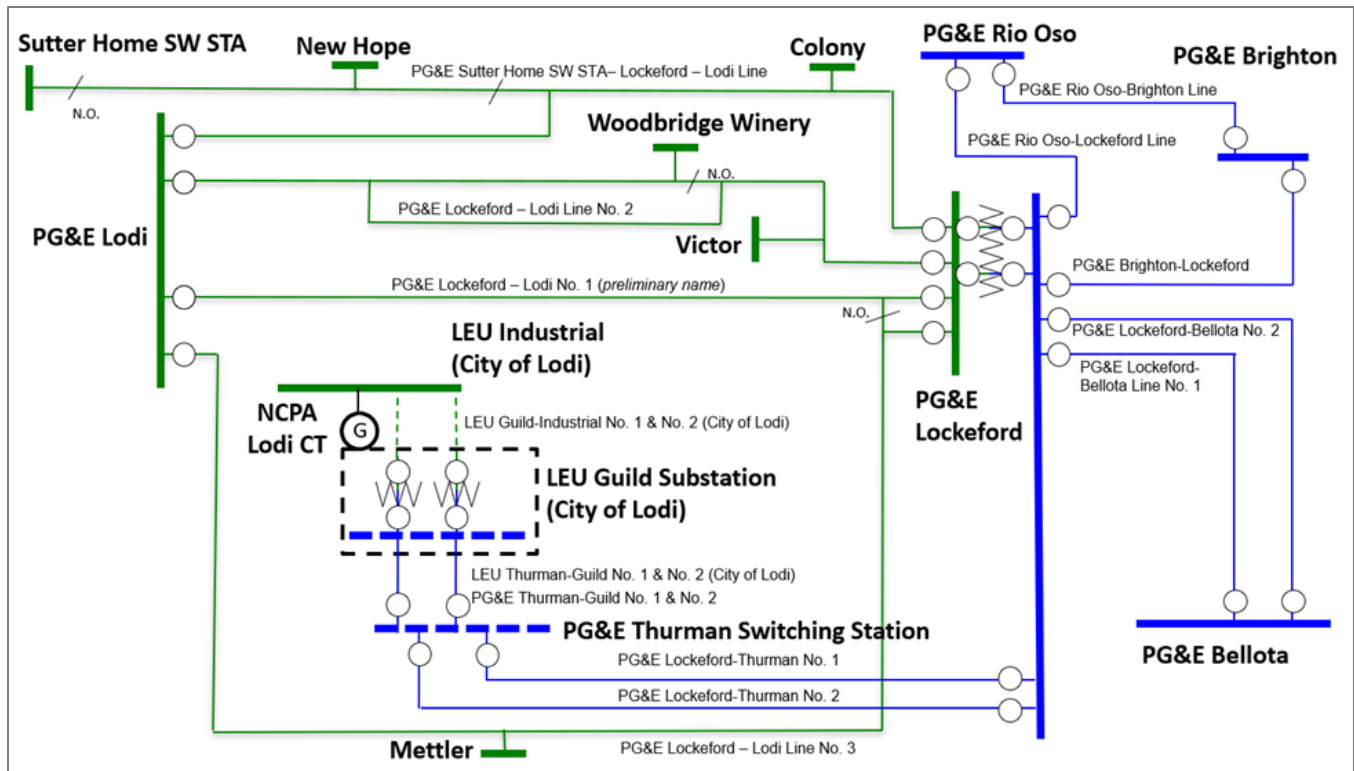 Sutter Home SW STA
New Hope
Colony
PG&E Rio Oso
PG&E Brighton
PG&E Sutter Home SW STA– Lockeford – Lodi Line
N.O.
PG&E Rio Oso-Brighton Line
Woodbridge Winery
PG&E Rio Oso-Lockeford Line
N.O.
PG&E Lockeford – Lodi Line No. 2
PG&E Lodi
Victor
PG&E Brighton-Lockeford
PG&E Lockeford – Lodi No. 1 (preliminary name)
N.O.
PG&E Lockeford-Bellota No. 2
LEU Industrial
(City of Lodi)
PG&E Lockeford-
Bellota Line No. 1
NCPA
Lodi CT
G
LEU Guild-Industrial No. 1 & No. 2 (City of Lodi)
PG&E
Lockeford
LEU Guild Substation
(City of Lodi)
LEU Thurman-Guild No. 1 & No. 2 (City of Lodi)
PG&E Thurman-Guild No. 1 & No. 2
PG&E Thurman Switching Station
PG&E Bellota
PG&E Lockeford-Thurman No. 1
PG&E Lockeford-Thurman No. 2
Mettler
PG&E Lockeford – Lodi Line No. 3